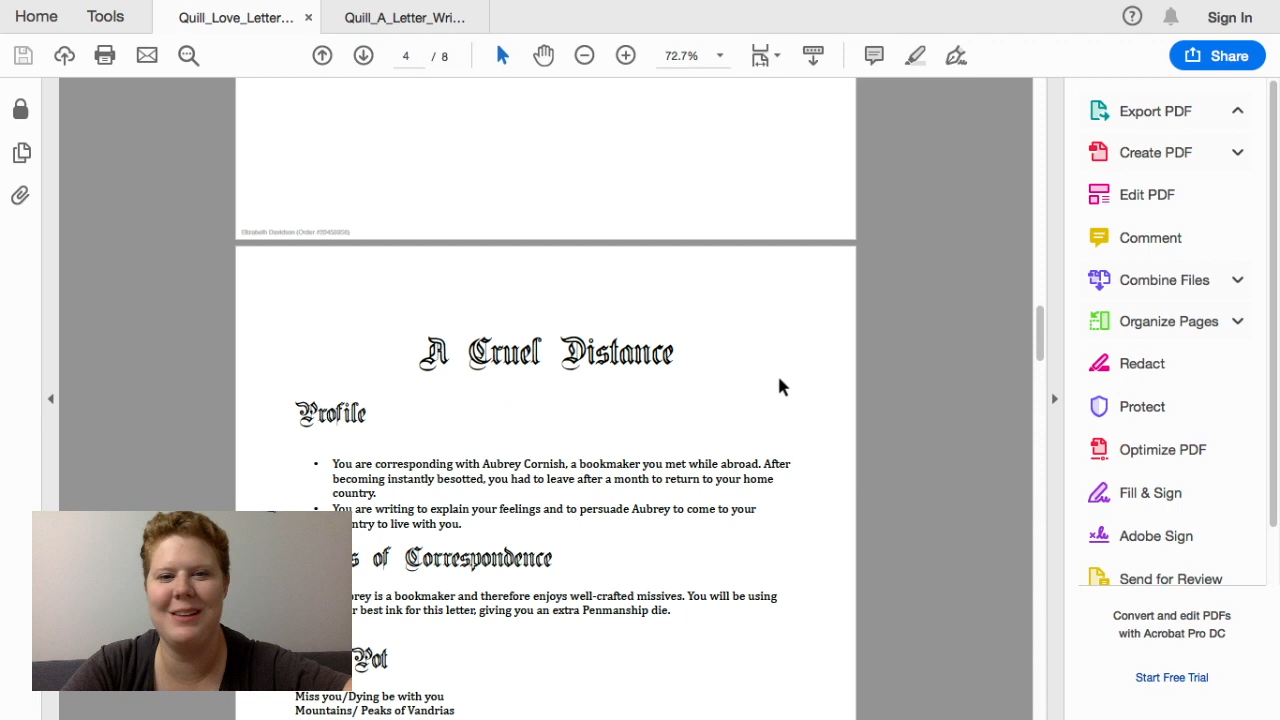 Home Tools Quill_Love_Letter... × Quill_A_Letter_Wri... Sign In
4 / 8 72.7% Share
Export PDF
Create PDF
Edit PDF
Comment
Combine Files
Organize Pages
Redact
Protect
Optimize PDF
Fill & Sign
Adobe Sign
Send for Review
Convert and edit PDFs
with Acrobat Pro DC
Start Free Trial
Elizabeth Davidson (Order
A Cruel Distance
Profile
• You are corresponding with Aubrey Cornish, a bookmaker you met while abroad. After
becoming instantly besotted, you had to leave after a month to return to your home
country.
• You are writing to explain your feelings and to persuade Aubrey to come to your
ntry to live with you.
s of Correspondence
rey is a bookmaker and therefore enjoys well-crafted missives. You will be using
r best ink for this letter, giving you an extra Penmanship die.
Pot
Miss you/Dying be with you
Mountains/ Peaks of Vandrias